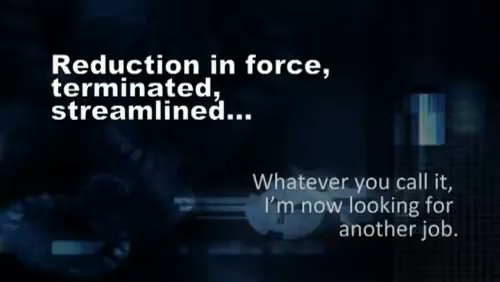 Reduction in force,
terminated,
streamlined...
Whatever you call it,
I'm now looking for
another job.